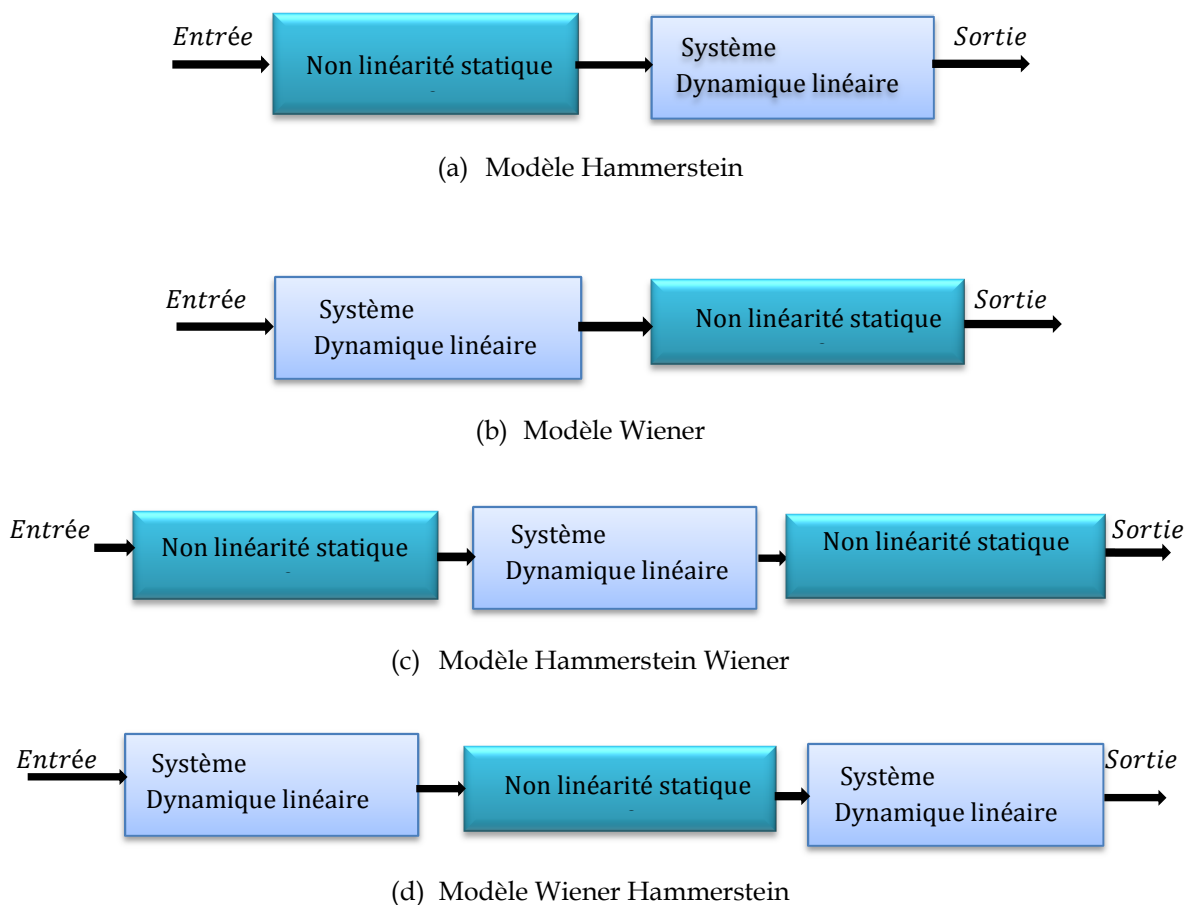 Entrée
Non linéarité statique
Système
Dynamique linéaire
Sortie
(a) Modèle Hammerstein
Entrée
Système
Dynamique linéaire
Non linéarité statique
Sortie
(b) Modèle Wiener
Entrée
Non linéarité statique
Système
Dynamique linéaire
Non linéarité statique
Sortie
(c) Modèle Hammerstein Wiener
Entrée
Système
Dynamique linéaire
Non linéarité statique
Système
Dynamique linéaire
Sortie
(d) Modèle Wiener Hammerstein